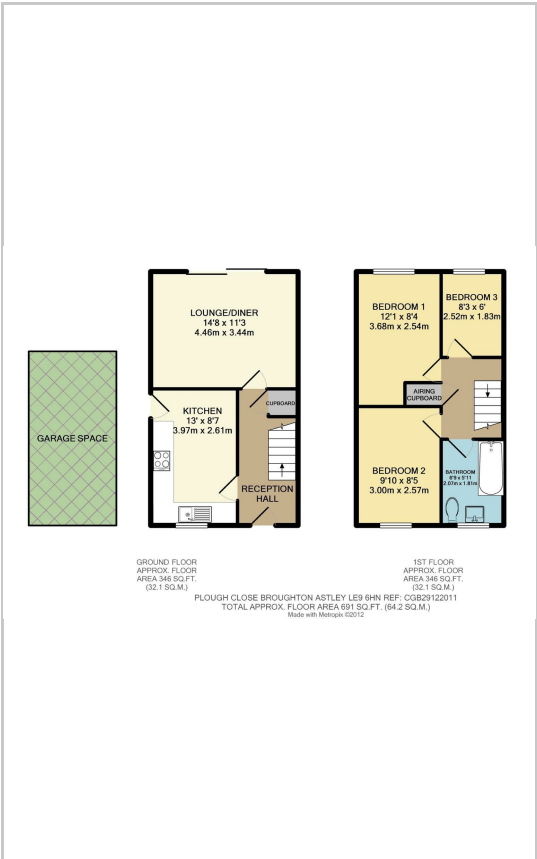 LOUNGE/DINER
14'8 x 11'3
4.46m x 3.44m
GARAGE SPACE
KITCHEN
13' x 8'7
3.97m x 2.61m
CUPBOARD
RECEPTION
HALL
BEDROOM 1
12'1 x 8'4
3.68m x 2.54m
BEDROOM 3
8'3 x 6'
2.52m x 1.83m
AIRING
CUPBOARD
BEDROOM 2
9'10 x 8'5
3.00m x 2.57m
BATHROOM
6'9 x 5'11
2.07m x 1.81m
GROUND FLOOR
APPROX. FLOOR
AREA 346 SQ.FT.
(32.1 SQ.M.)
1ST FLOOR
APPROX. FLOOR
AREA 346 SQ.FT.
(32.1 SQ.M.)
PLOUGH CLOSE BROUGHTON ASTLEY LE9 6HN REF: CGB29122011
TOTAL APPROX. FLOOR AREA 691 SQ.FT. (64.2 SQ.M.)
Made with Metropix ©2012